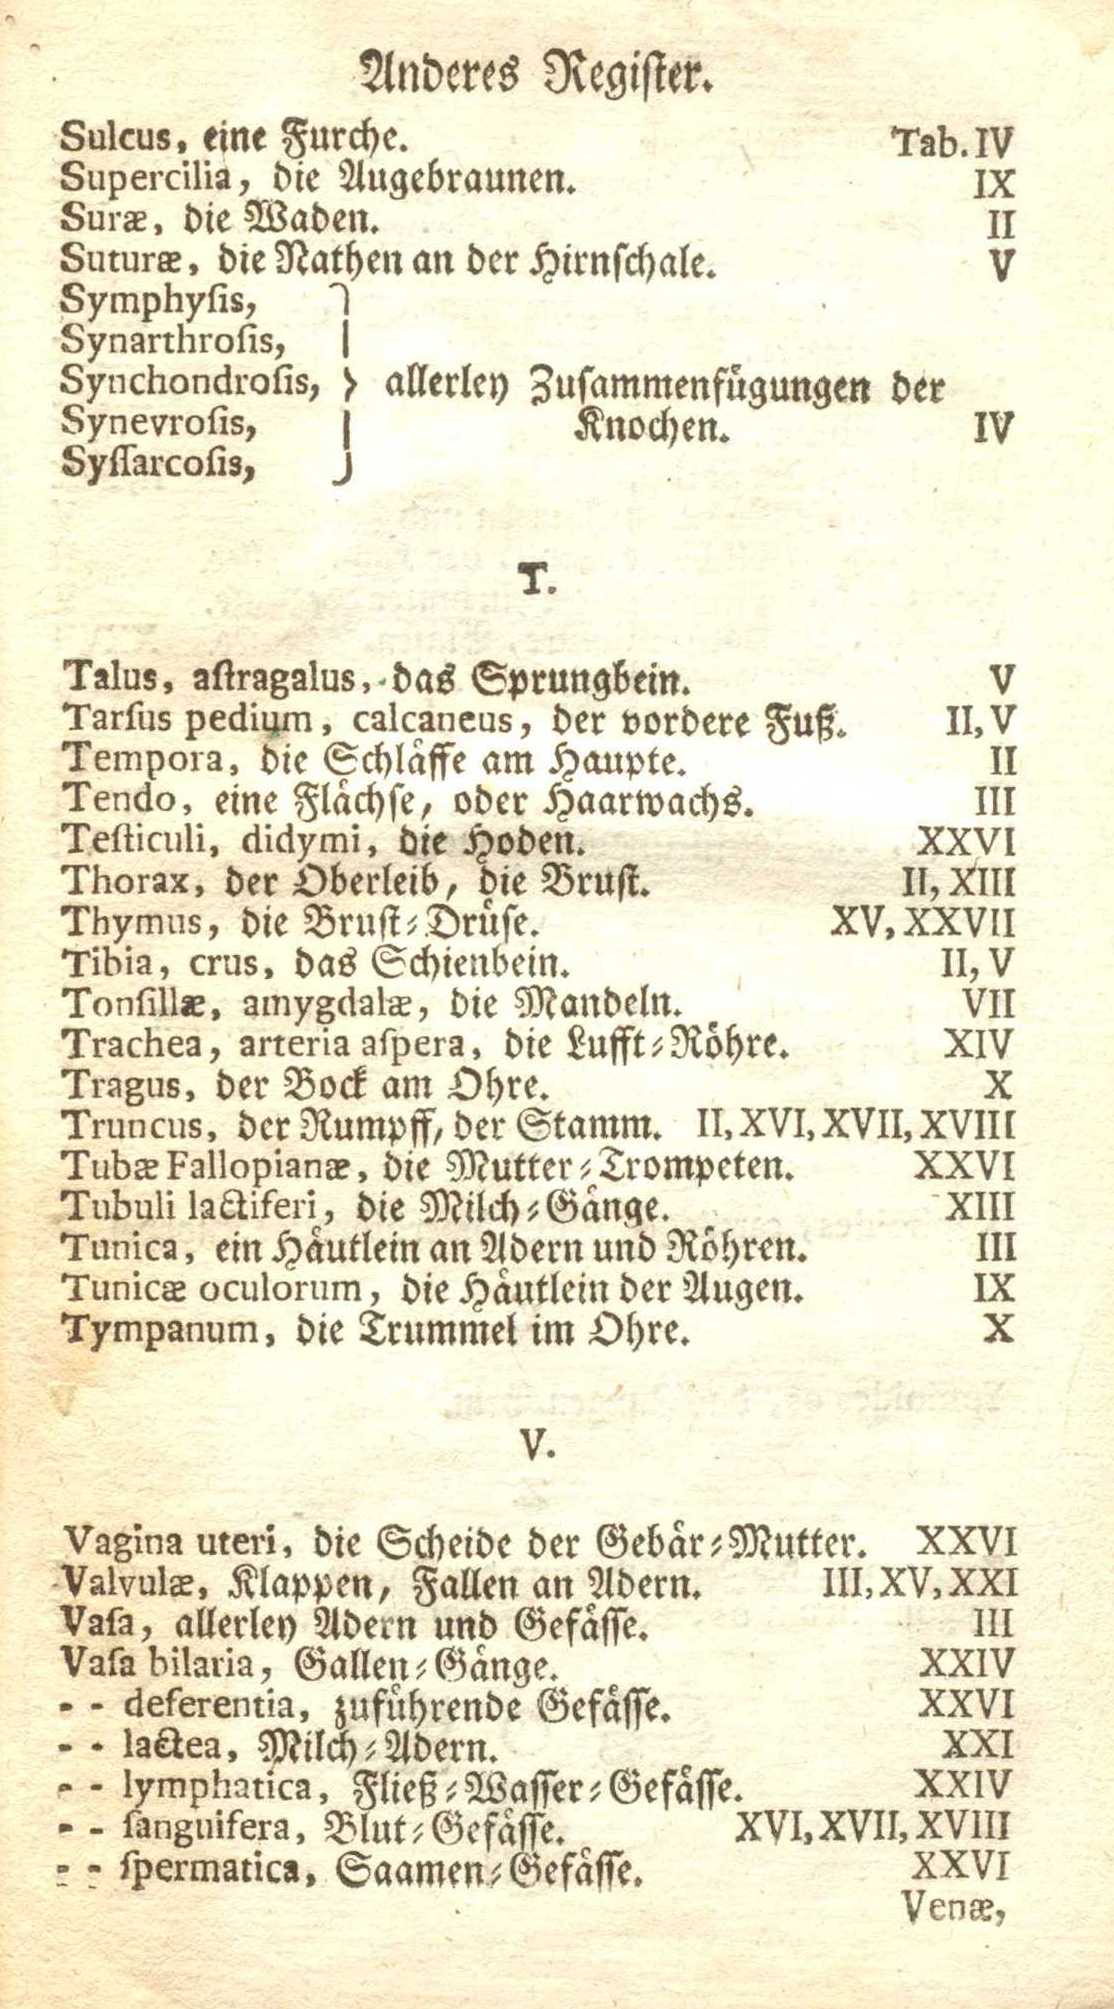 Anderes Regiſter.
Sulcus, eine Furche. Tab. IV
Supercilia, die Augebraunen. IX
Suræ, die Waden. II
Suturæ, die Nathen an der Hirnſchale. V
Symphyſis,
Synarthroſis,
Synchondroſis, } allerley Zuſammenfügungen der
Synevroſis, Knochen. IV
Syſſarcoſis,
T.
Talus, aſtragalus, das Sprungbein. V
Tarſus pedium, calcaneus, der vordere Fuß. II, V
Tempora, die Schläffe am Haupte. II
Tendo, eine Flächſe, oder Haarwachs. III
Teſticuli, didymi, die Hoden. XXVI
Thorax, der Oberleib, die Bruſt. II, XIII
Thymus, die Bruſt⸗Drüſe. XV, XXVII
Tibia, crus, das Schienbein. II, V
Tonſillæ, amygdalæ, die Mandeln. VII
Trachea, arteria aſpera, die Lufft⸗Röhre. XIV
Tragus, der Bock am Ohre. X
Truncus, der Rumpff, der Stamm. II, XVI, XVII, XVIII
Tubæ Fallopianæ, die Mutter⸗Trompeten. XXVI
Tubuli lactiferi, die Milch⸗Gänge. XIII
Tunica, ein Häutlein an Adern und Röhren. III
Tunicæ oculorum, die Häutlein der Augen. IX
Tympanum, die Trummel im Ohre. X
V.
Vagina uteri, die Scheide der Gebär⸗Mutter. XXVI
Valvulæ, Klappen, Fallen an Adern. III, XV, XXI
Vaſa, allerley Adern und Gefäſſe. III
Vaſa bilaria, Gallen⸗Gänge. XXIV
- - deferentia, zuführende Gefäſſe. XXVI
- - lactea, Milch⸗Adern. XXI
- - lymphatica, Fließ⸗Waſſer⸗Gefäſſe. XXIV
- - ſanguifera, Blut⸗Gefäſſe. XVI, XVII, XVIII
- - ſpermatica, Saamen⸗Gefäſſe. XXVI
Venæ,